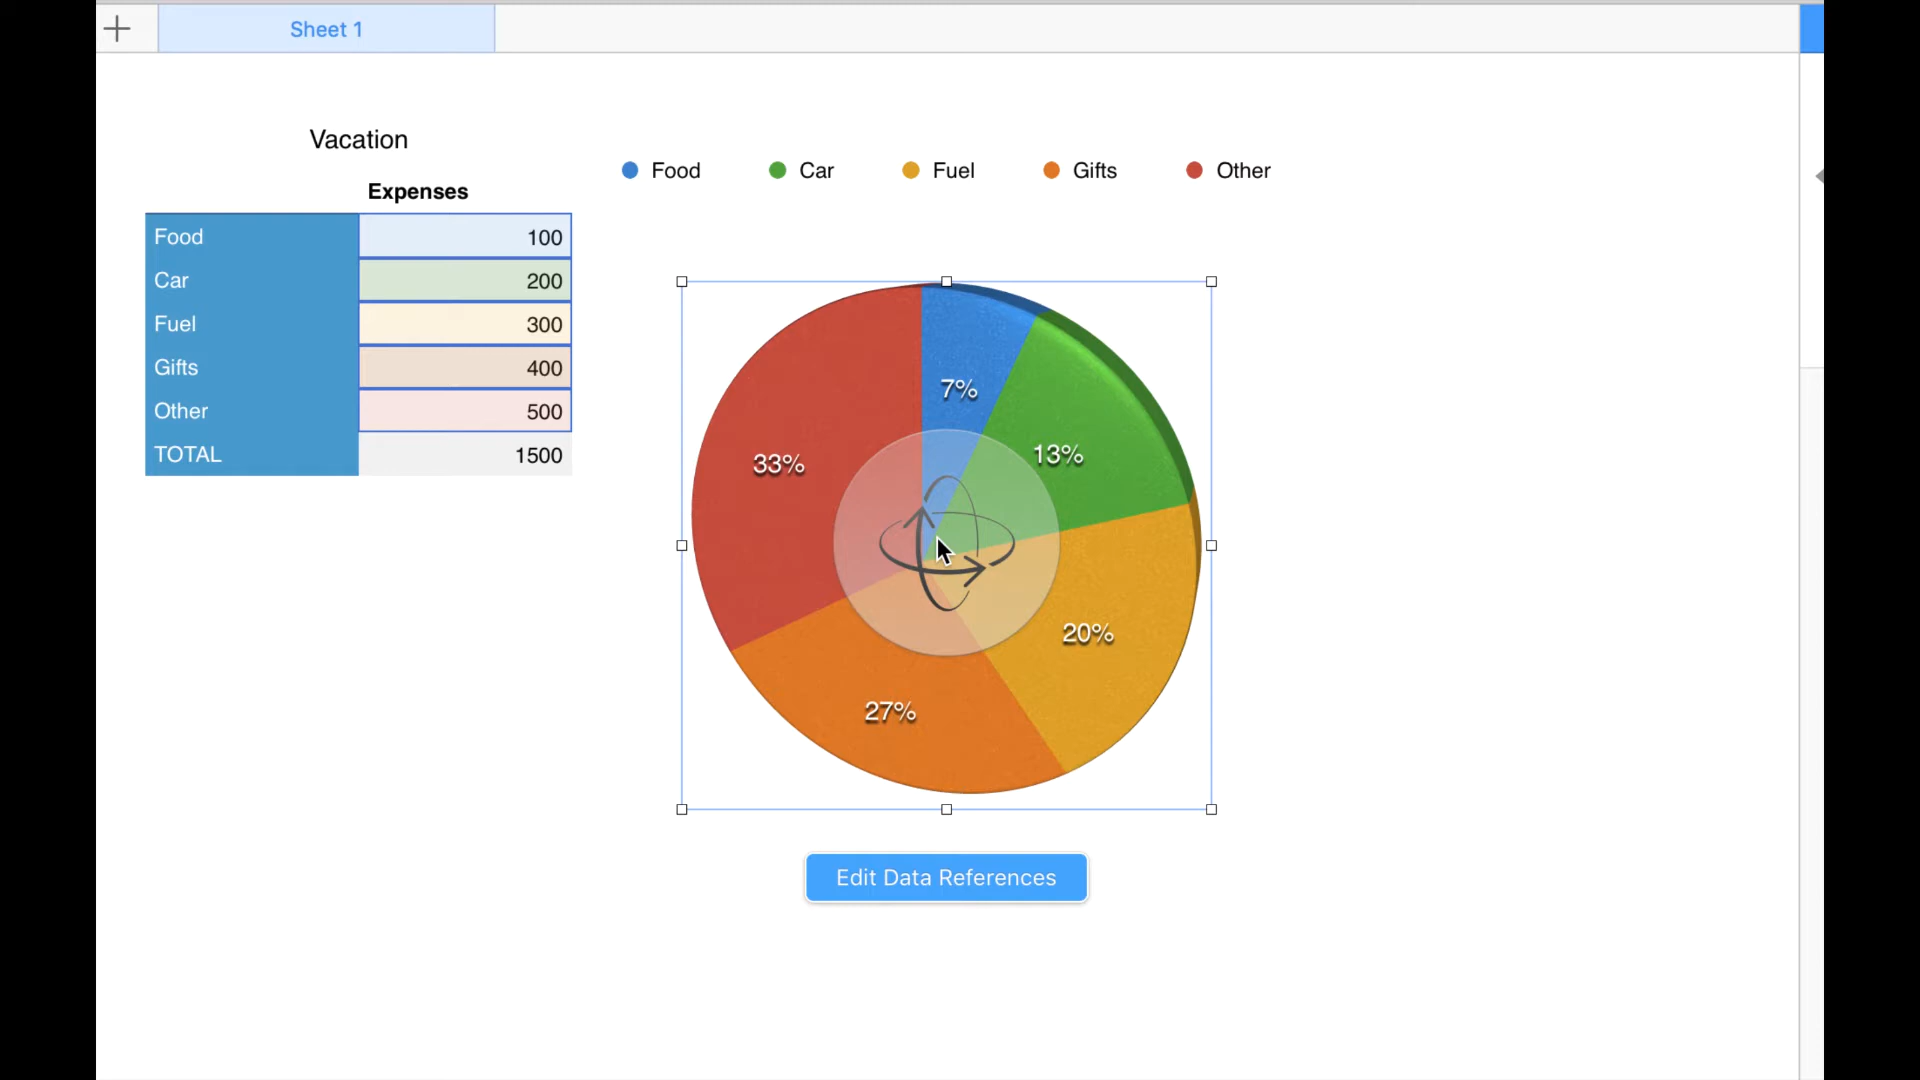 Sheet 1
Vacation
Expenses
Food 100
Car 200
Fuel 300
Gifts 400
Other 500
TOTAL 1500
Food Car Fuel Gifts Other
7%
13%
33%
20%
27%
Edit Data References